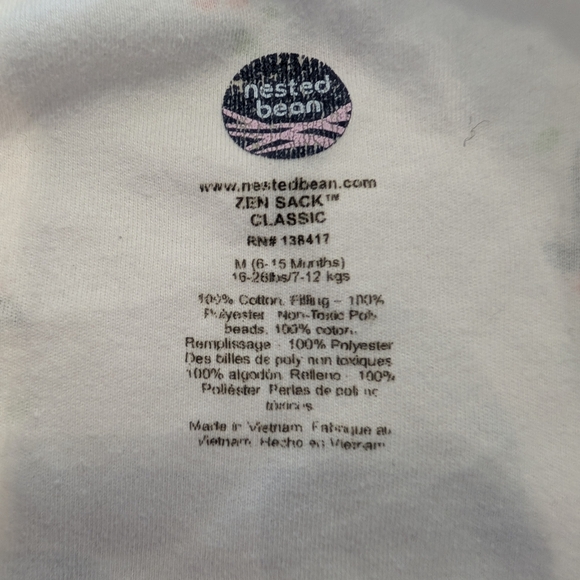 nested
bean
www.nestedbean.com
ZEN SACK™
CLASSIC
RN# 138417
M (6-15 Months)
16-26lbs/7-12 kgs
100% Cotton. Filling - 100%
Polyester Non-Toxic Poly-
beads. 100% coton.
Remplissage - 100% Polyester
Des billes de poly non toxiques
100% algodón. Relleno - 100%
Poliéster Perlas de poli no
tóxicos
Made in Vietnam Fabrique au
Vietnam Hecho en Vietnam